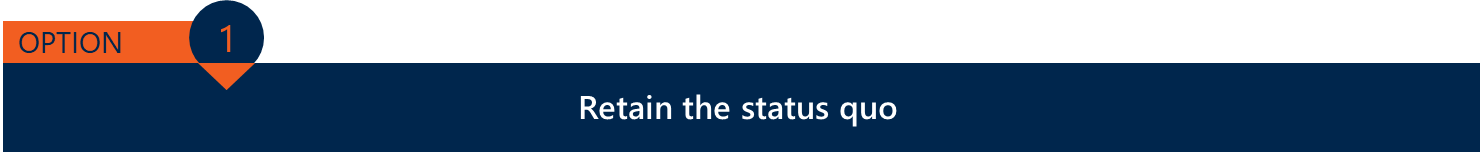 OPTION 1
Retain the status quo